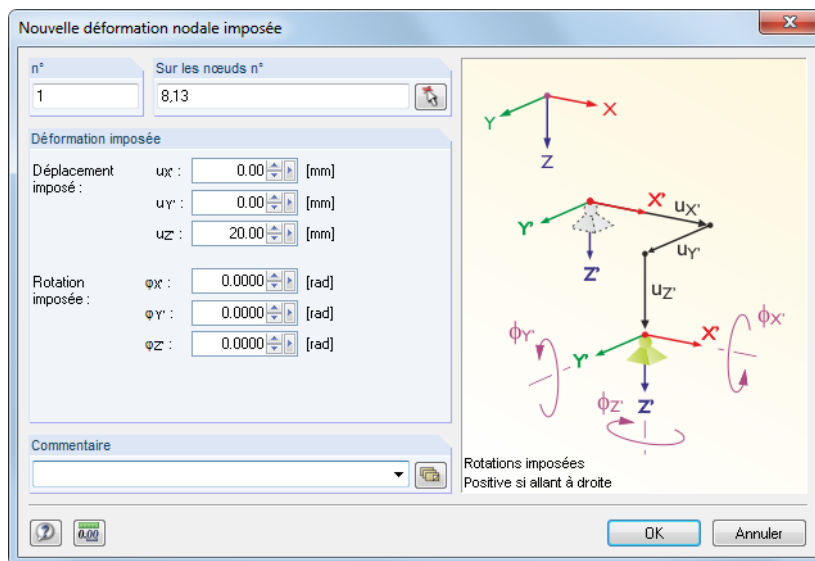 Nouvelle déformation nodale imposée
n°
Sur les nœuds n°
1
8,13
Déformation imposée
Déplacement
imposé :
uX' : 0.00 [mm]
uY' : 0.00 [mm]
uZ' : 20.00 [mm]
Rotation
imposée :
φX' : 0.0000 [rad]
φY' : 0.0000 [rad]
φZ' : 0.0000 [rad]
Commentaire
Y X
Z
X' uX'
Y' uY'
Z'
uZ'
ϕY' ϕX'
Y' X'
ϕZ' Z'
Rotations imposées
Positive si allant à droite
0.00
OK Annuler